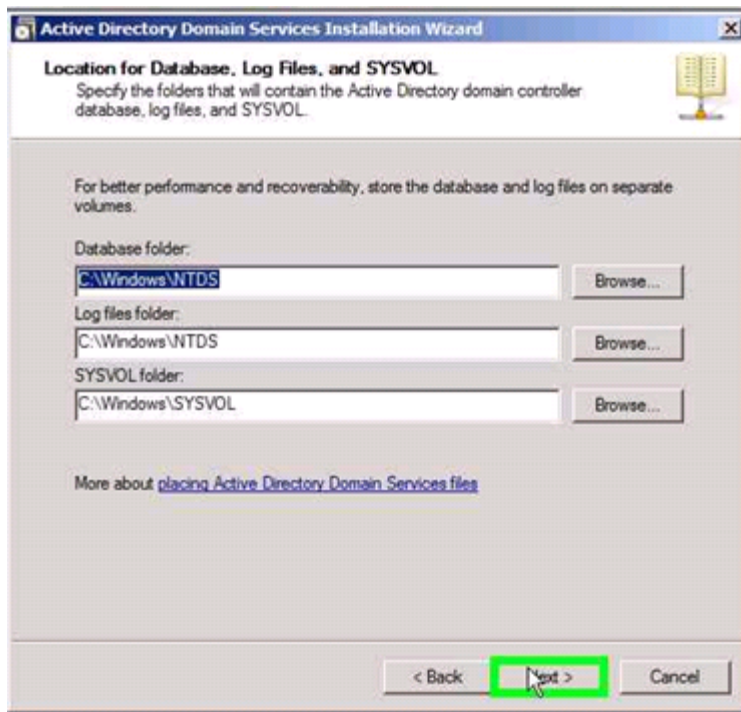 Active Directory Domain Services Installation Wizard
Location for Database, Log Files, and SYSVOL
Specify the folders that will contain the Active Directory domain controller
database, log files, and SYSVOL.
For better performance and recoverability, store the database and log files on separate
volumes.
Database folder:
C:\Windows\NTDS
Browse...
Log files folder:
C:\Windows\NTDS
Browse...
SYSVOL folder:
C:\Windows\SYSVOL
Browse...
More about placing Active Directory Domain Services files
< Back Next > Cancel